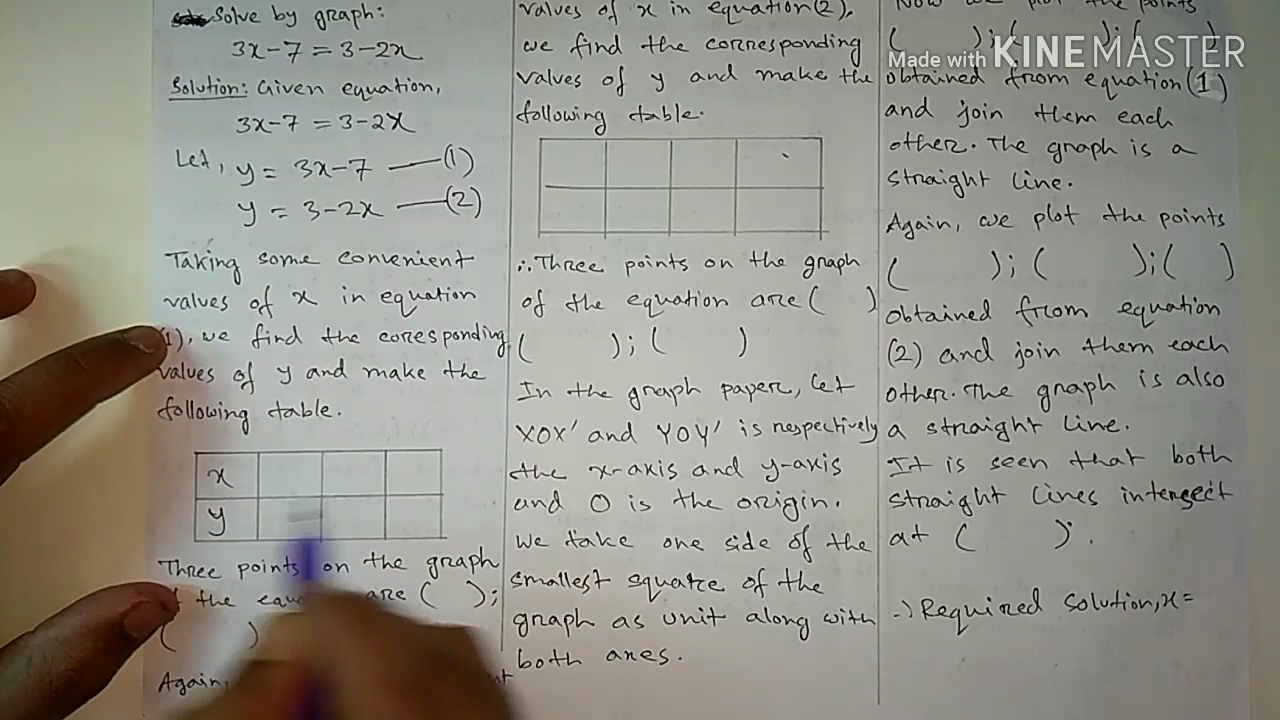 Solve by graph:
3x-7 = 3-2x
Solution: Given equation,
3x-7 = 3-2x
Let, y = 3x-7 —(1)
y = 3-2x —(2)
Taking some convenient
values of x in equation
(1), we find the corresponding
values of y and make the
following table.
x
y
Three points on the graph
the are ( );
( )
Again,
values of x in equation (2),
we find the corresponding
values of y and make the
following table.
∴ Three points on the graph
of the equation are ( )
( ); ( )
In the graph paper, let
XOX' and YOY' is respectively
the x-axis and y-axis
and O is the origin.
We take one side of the
smallest square of the
graph as unit along with
both axes.
Now we plot the points
( ); ( ); ( )
Made with KINEMASTER
obtained from equation (1)
and join them each
other. The graph is a
straight line.
Again, we plot the points
( ); ( ); ( )
obtained from equation
(2) and join them each
other. The graph is also
a straight line.
It is seen that both
straight lines intersect
at ( ).
∴ Required solution, x =